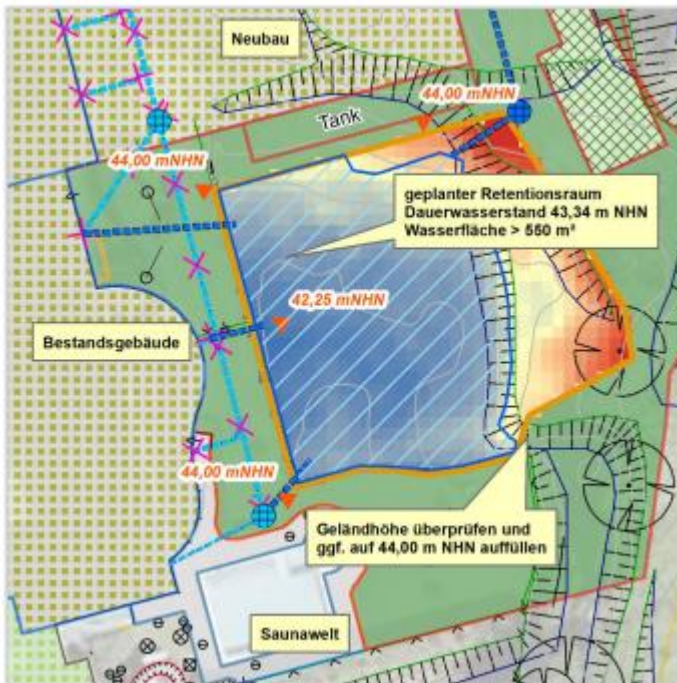 Neubau
44,00 mNHN
Tank
44,00 mNHN
geplanter Retentionsraum
Dauerwasserstand 43,34 m NHN
Wasserfläche > 550 m²
42,25 mNHN
Bestandsgebäude
44,00 mNHN
Geländhöhe überprüfen und
ggf. auf 44,00 m NHN auffüllen
Saunawelt